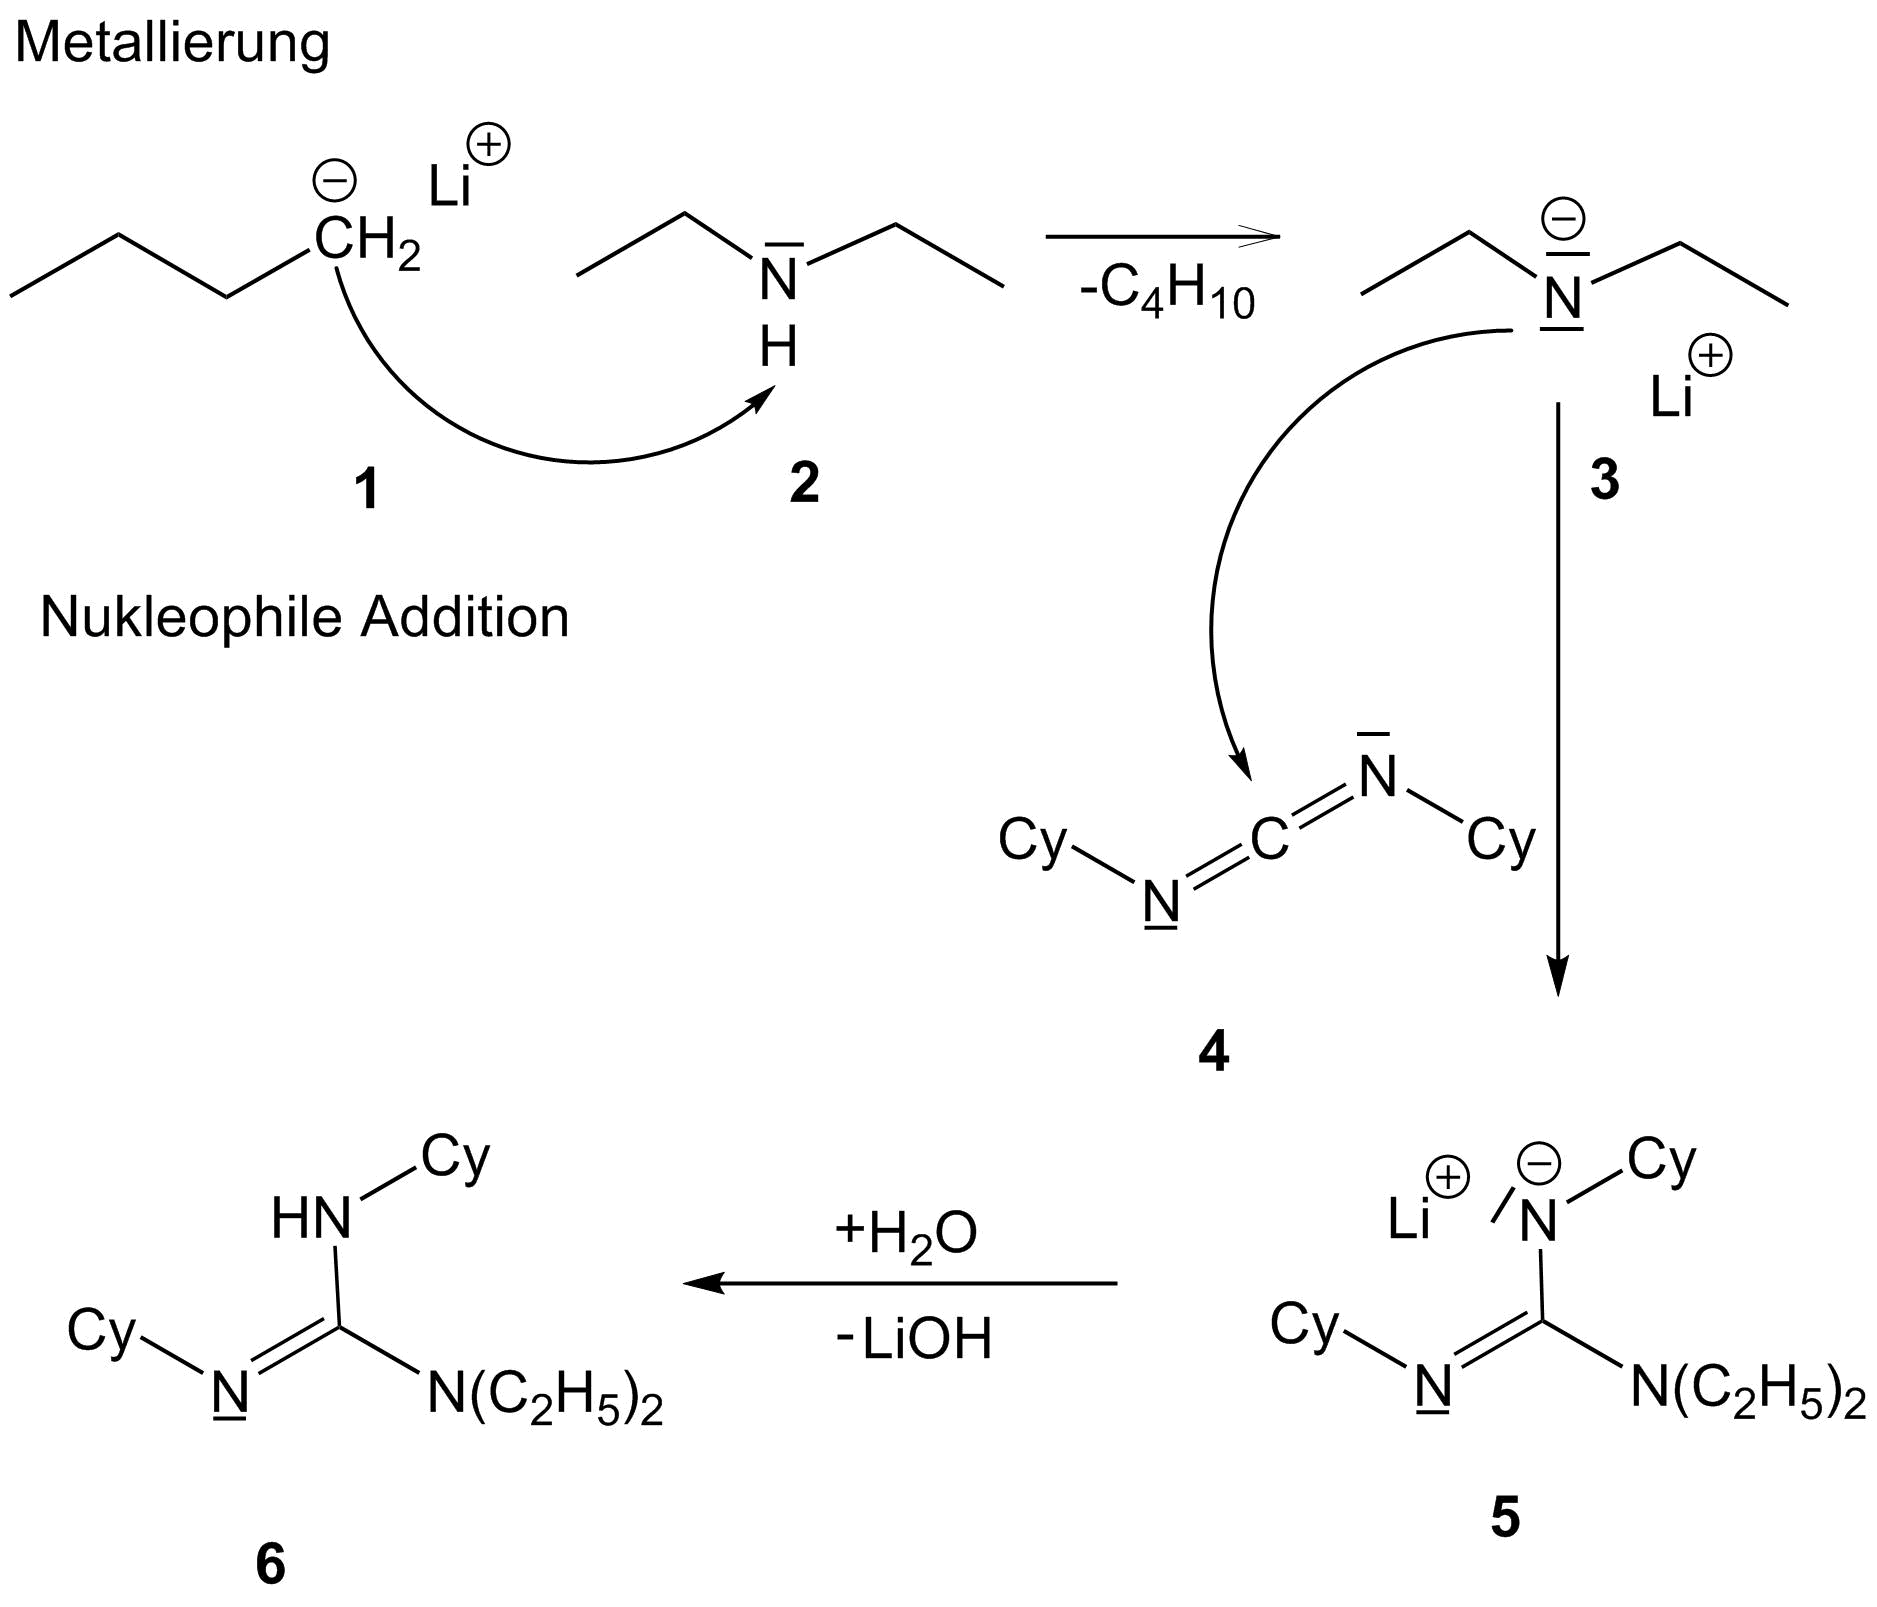 Metallierung
⊖ Li⊕
CH2
N
H
-C4H10
⊖
N
Li⊕
1
2
3
Nukleophile Addition
N
Cy C Cy
N
4
Cy
HN
Cy
N
N(C2H5)2
+H2O
-LiOH
Li⊕ ⊖ Cy
N
Cy
N
N(C2H5)2
5
6